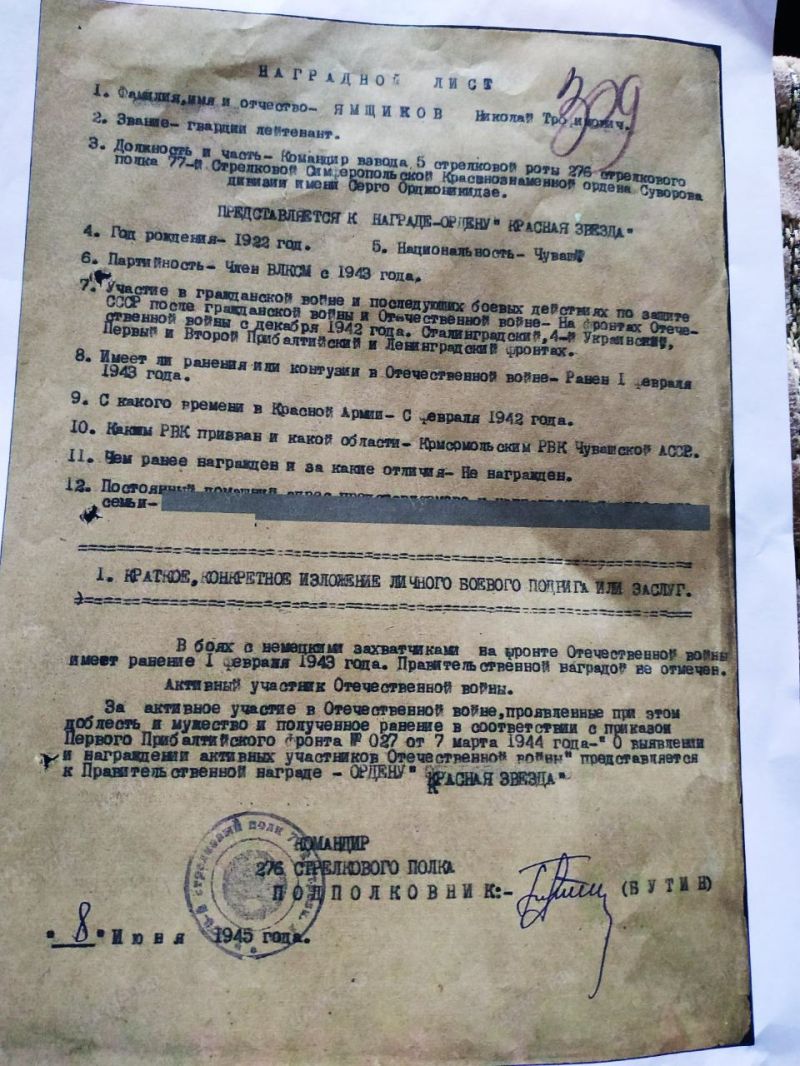 НАГРАДНОЙ ЛИСТ
309
1. Фамилия,имя и отчество- ЯМЩИКОВ Николай
2. Звание- гвардии лейтенант.
3. Должность и часть- Командир взвода 5 стрелковой роты 276 стрелкового
полка 77-й Стрелковой Симферопольской Краснознаменной ордена Суворова
дивизии имени Серго Орджоникидзе.
ПРЕДСТАВЛЯЕТСЯ К НАГРАДЕ-ОРДЕНУ" КРАСНАЯ ЗВЕЗДА"
4. Год рождения- 1922 год. 5. Национальность- Чуваш
6. Партийность- Член ВЛКСМ с 1943 года.
7. Участие в гражданской войне и последующих боевых действиях по защите
СССР после гражданской войны и Отечественной войне- На фронтах Отече-
ственной войны с декабря 1942 года. Сталинградский,4-й Украинский,
Первый и Второй Прибалтийский и Ленинградский фронтах.
8. Имеет ли ранения или контузии в Отечественной войне- Ранен I февраля
1943 года.
9. С какого времени в Красной Армии- С февраля 1942 года.
10. Каким РВК призван и какой области- Комсомольским РВК Чувашской АССР.
11. Чем ранее награжден и за какие отличия- Не награжден.
12. Постоянный домашний адрес
семьи-
1. КРАТКОЕ,КОНКРЕТНОЕ ИЗЛОЖЕНИЕ ЛИЧНОГО БОЕВОГО ПОДВИГА ИЛИ ЗАСЛУГ.
В боях с немецкими захватчиками на фронте Отечественной войны
имеет ранение I февраля 1943 года. Правительственной наградой не отмечен.
Активный участник Отечественной войны.
За активное участие в Отечественной войне,проявленные при этом
доблесть и мужество и полученное ранение в соответствии с приказом
Первого Прибалтийского фронта № 027 от 7 марта 1944 года-" О выявлении
и награждении активных участников Отечественной войны" представляется
к Правительственной награде - ОРДЕНУ" КРАСНАЯ ЗВЕЗДА"
КОМАНДИР
276 СТРЕЛКОВОГО ПОЛКА
ПОДПОЛКОВНИК:- (БУТИН)
стрелковый полк
"8" Июня 1945 года.